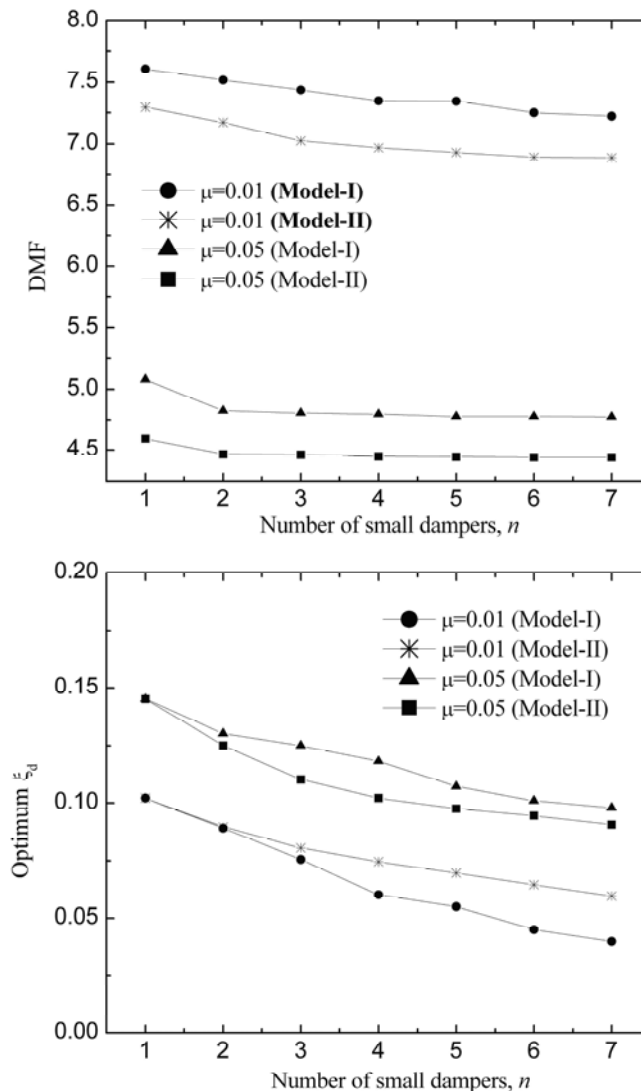 8.0
7.5
7.0
6.5
6.0
5.5
5.0
4.5
DMF
μ=0.01 (Model-I)
μ=0.01 (Model-II)
μ=0.05 (Model-I)
μ=0.05 (Model-II)
1 2 3 4 5 6 7
Number of small dampers, n
0.20
0.15
0.10
0.05
0.00
Optimum ξd
μ=0.01 (Model-I)
μ=0.01 (Model-II)
μ=0.05 (Model-I)
μ=0.05 (Model-II)
1 2 3 4 5 6 7
Number of small dampers, n